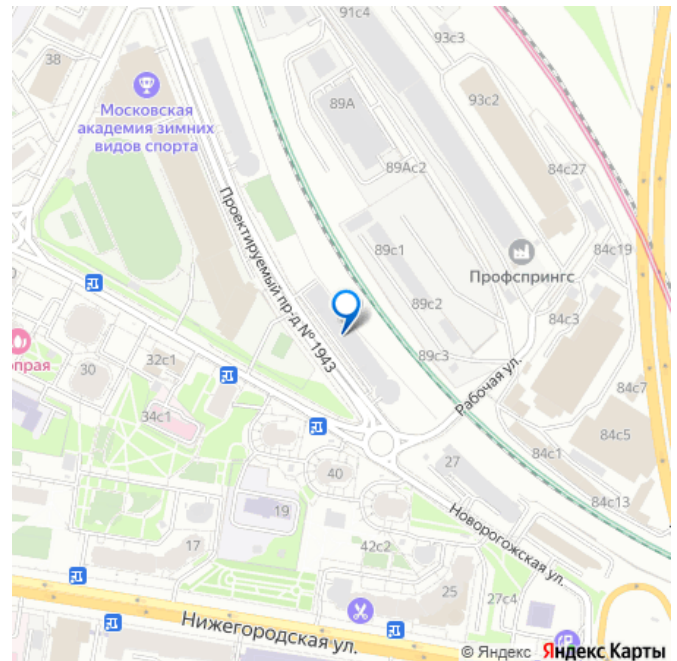 91с4
93с3
38
Московская
академия зимних
видов спорта
89А
93с2
89Ас2
84с27
Проектируемый пр-д № 1943
89с1
84с19
Профспрингс
0
89с2
84с3
опрая
30
32с1
89с3
Рабочая ул.
84с7
34с1
84с1
84с5
40
27
19
84с13
Новорогожская ул.
17
42с2
25
27с4
Нижегородская ул.
© Яндекс Яндекс Карты